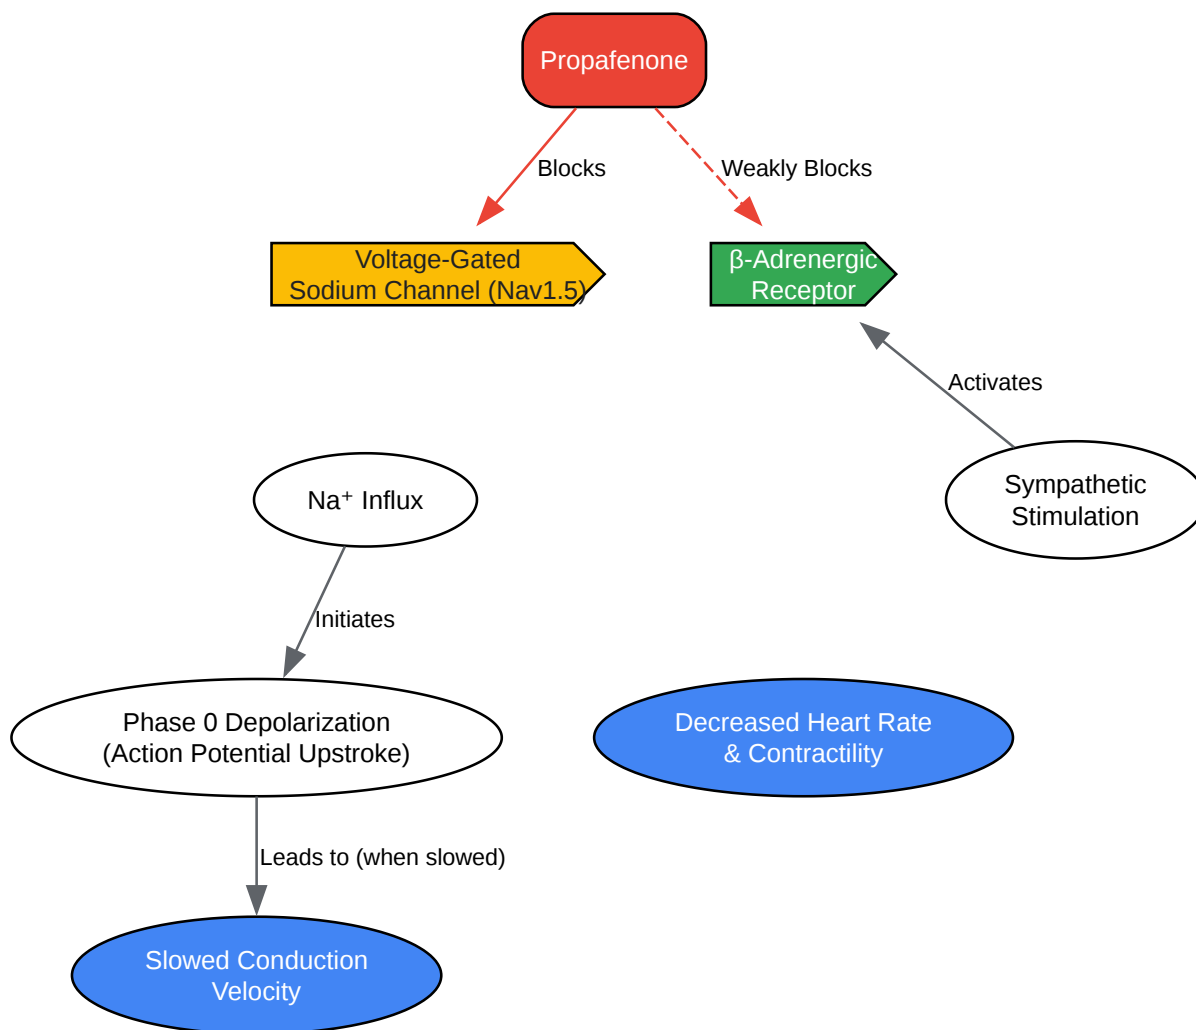 Propafenone
Blocks
Weakly Blocks
Voltage-Gated
Sodium Channel (Nav1.5)
β-Adrenergic
Receptor
Activates
Na⁺ Influx
Sympathetic
Stimulation
Initiates
Phase 0 Depolarization
(Action Potential Upstroke)
Decreased Heart Rate
& Contractility
Leads to (when slowed)
Slowed Conduction
Velocity